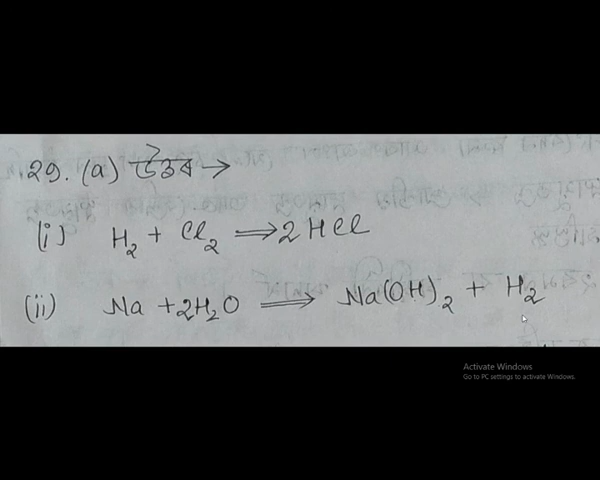 29. (a) উত্তৰ →
(i) H₂ + Cl₂ ⟹ 2HCl
(ii) Na + 2H₂O ⟹ Na(OH)₂ + H₂
Activate Windows
Go to PC settings to activate Windows.